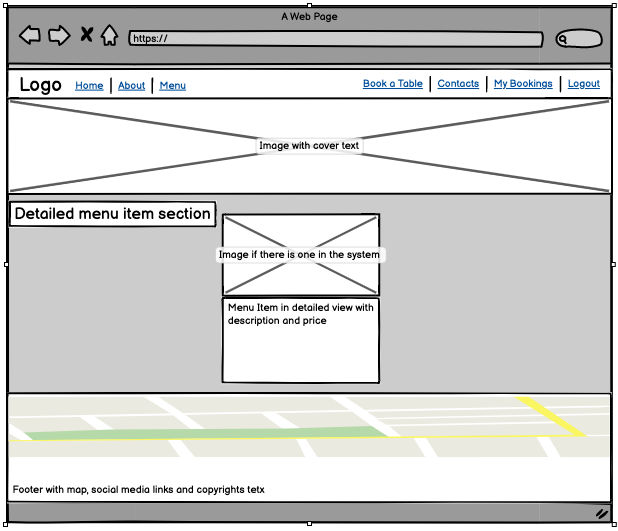 A Web Page
https://
Logo
Home
About
Menu
Book a Table
Contacts
My Bookings
Logout
Image with cover text
Detailed menu item section
Image if there is one in the system
Menu Item in detailed view with
description and price
Footer with map, social media links and copyrights tetx